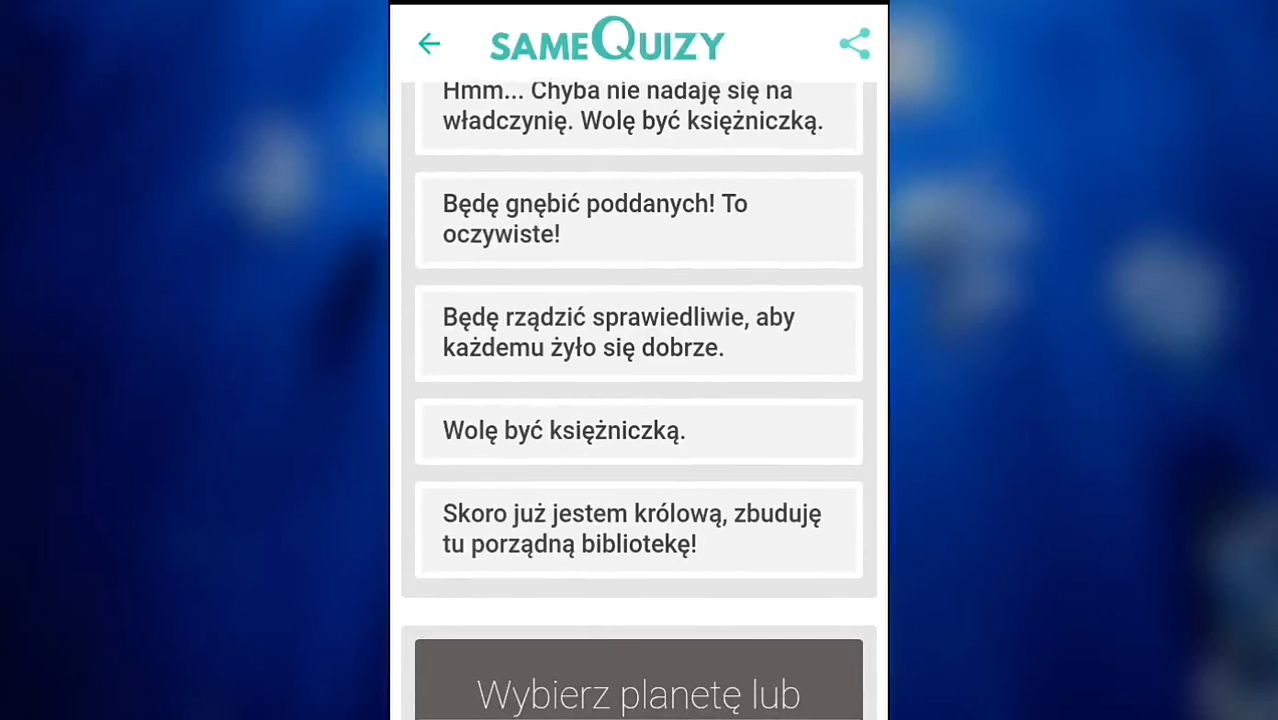 SAMEQUIZY
Hmm... Chyba nie nadaję się na
władczynię. Wolę być księżniczką.
Będę gnębić poddanych! To
oczywiste!
Będę rządzić sprawiedliwie, aby
każdemu żyło się dobrze.
Wolę być księżniczką.
Skoro już jestem królową, zbuduję
tu porządną bibliotekę!
Wybierz planetę lub